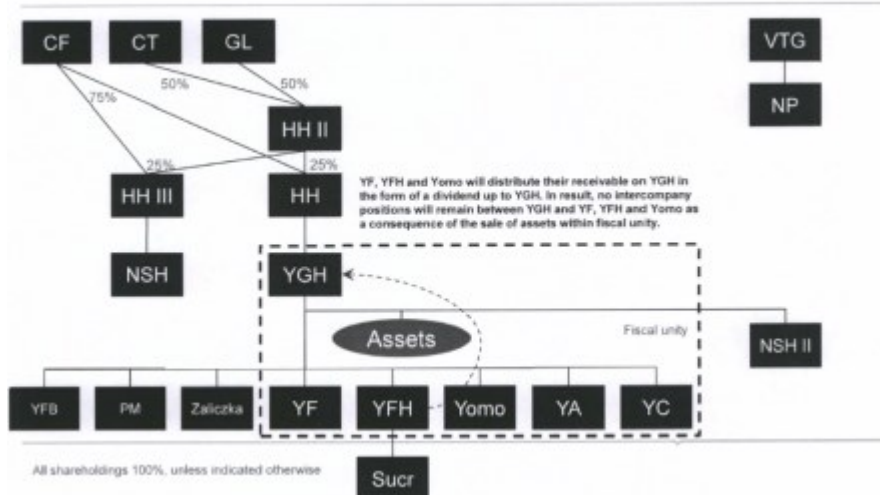 CF
CT
GL
VTG
50%
50%
75%
HH II
NP
25%
25%
HH III
HH
YF, YFH and Yomo will distribute their receivable on YGH in
the form of a dividend up to YGH. In result, no intercompany
positions will remain between YGH and YF, YFH and Yomo as
a consequence of the sale of assets within fiscal unity.
NSH
YGH
Assets
Fiscal unity
NSH II
YFB
PM
Zaliczka
YF
YFH
Yomo
YA
YC
All shareholdings 100%, unless indicated otherwise
Sucr